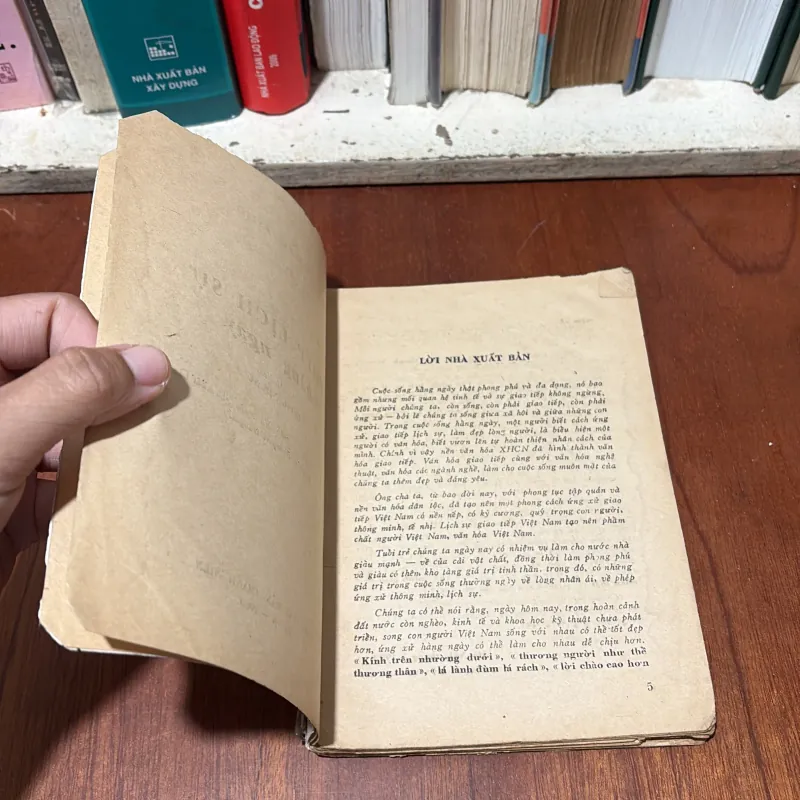 NHÀ XUẤT BẢN
XÂY DỰNG
NHÀ XUẤT BẢN LAO ĐỘNG
2009
LỊCH SỰ
LỜI NHÀ XUẤT BẢN
Cuộc sống hằng ngày thật phong phú và đa dạng, nó bao
gồm những mối quan hệ tinh tế và sự giao tiếp không ngừng.
Mỗi người chúng ta, còn sống, còn phải giao tiếp, còn phải
ứng xử — bởi lẽ chúng ta sống giưa xã hội và giưa những con
người. Trong cuộc sống hằng ngày, một người biết cách ứng
xử, giao tiếp lịch sự, làm đẹp lòng người, là biểu hiện một
người có văn hóa, biết vươn lên tự hoàn thiện nhân cách của
mình. Chính vì vậy nền văn hóa XHCN đã hình thành văn
hóa giao tiếp. Văn hóa giao tiếp cùng với văn hóa nghệ
thuật, văn hóa các ngành nghề, làm cho cuộc sống muôn mặt của
chúng ta thêm đẹp và đáng yêu.
Ông cha ta, từ bao đời nay, với phong tục tập quán và
nền văn hóa dân tộc, đã tạo nên một phong cách ứng xử giao
tiếp Việt Nam có nền nếp, có kỷ cương, quý trọng con người,
thông minh, tế nhị. Lịch sự giao tiếp Việt Nam tạo nên phẩm
chất người Việt Nam, văn hóa Việt Nam.
Tuổi trẻ chúng ta ngày nay có nhiệm vụ làm cho nước nhà
giàu mạnh — về của cải vật chất, đồng thời làm phong phú
và giàu có thêm kho tàng giá trị tinh thần. trong đó, có những
giá trị trong cuộc sống thường ngày về lòng nhân ái, về phép
ứng xử thông minh, lịch sự.
Chúng ta có thể nói rằng, ngày hôm nay, trong hoàn cảnh
đất nước còn nghèo, kinh tế và khoa học kỹ thuật chưa phát
triển, song con người Việt Nam sống với nhau có thể tốt đẹp
hơn, ứng xử hàng ngày có thể làm cho nhau dễ chịu hơn.
« Kính trên nhường dưới », « thương người như thể
thương thân », « lá lành đùm lá rách », « lời chào cao hơn
5